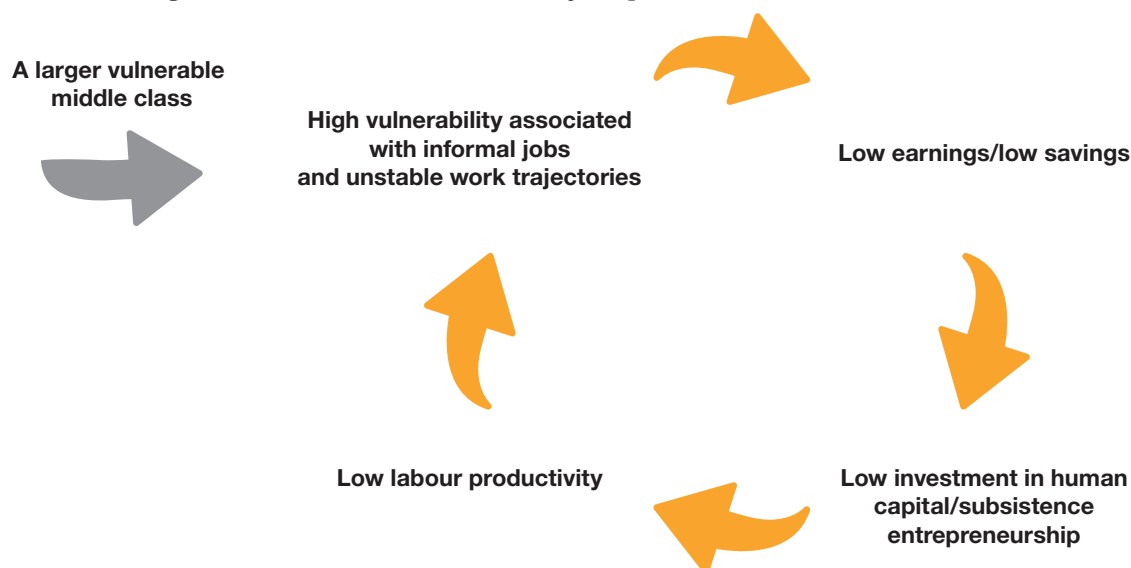 A larger vulnerable
middle class
High vulnerability associated
with informal jobs
and unstable work trajectories
Low earnings/low savings
Low labour productivity
Low investment in human
capital/subsistence
entrepreneurship